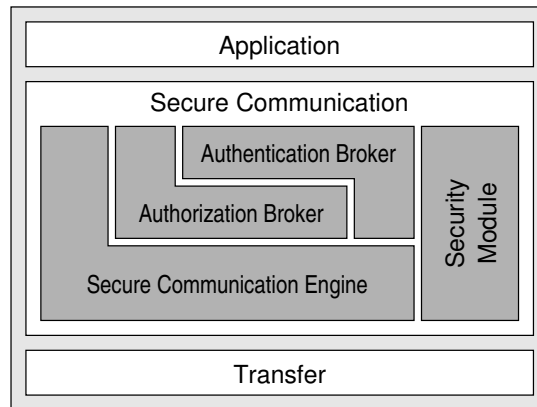 Application
Secure Communication
Authentication Broker
Authorization Broker
Secure Communication Engine
Security
Module
Transfer